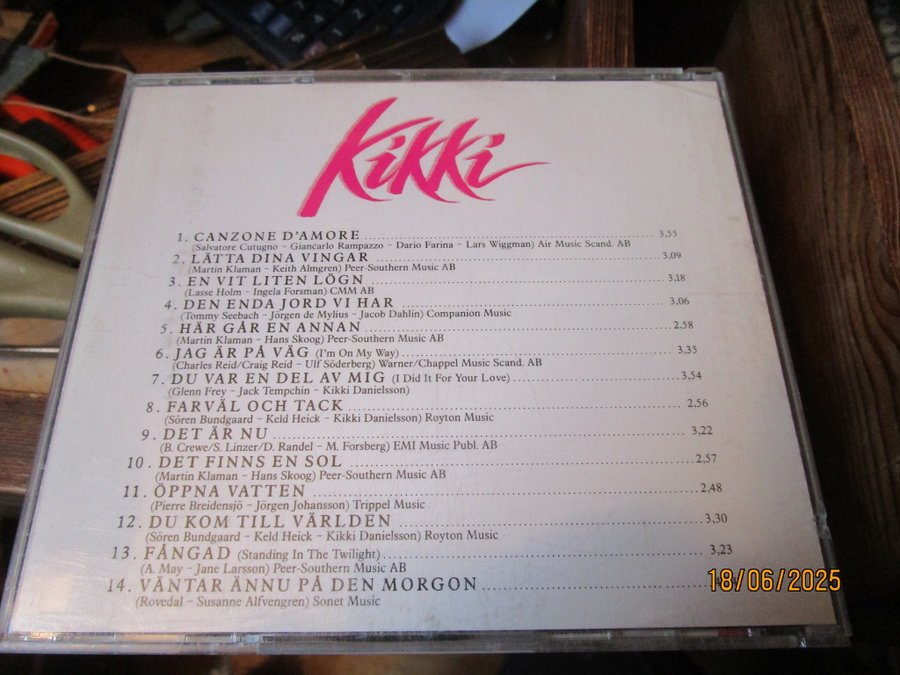 Kikki
1. CANZONE D'AMORE ........ 3,55
(Salvatore Cutugno – Giancarlo Rampazzo – Dario Farina – Lars Wiggman) Air Music Scand. AB
2. LÄTTA DINA VINGAR ........ 3,09
(Martin Klaman – Keith Almgren) Peer-Southern Music AB
3. EN VIT LITEN LÖGN ........ 3,18
(Lasse Holm – Ingela Forsman) CMM AB
4. DEN ENDA JORD VI HAR ........ 3,06
(Tommy Seebach – Jörgen de Mylius – Jacob Dahlin) Companion Music
5. HÄR GÅR EN ANNAN ........ 2,58
(Martin Klaman – Hans Skoog) Peer-Southern Music AB
6. JAG ÄR PÅ VÄG (I'm On My Way) ........ 3,35
(Charles Reid/Craig Reid – Ulf Söderberg) Warner/Chappel Music Scand. AB
7. DU VAR EN DEL AV MIG (I Did It For Your Love) ........ 3,54
(Glenn Frey – Jack Tempchin – Kikki Danielsson)
8. FARVÄL OCH TACK ........ 2,56
(Sören Bundgaard – Keld Heick – Kikki Danielsson) Royton Music
9. DET ÄR NU ........ 3,22
(B. Crewe/S. Linzer/D. Randel – M. Forsberg) EMI Music Publ. AB
10. DET FINNS EN SOL ........ 2,57
(Martin Klaman – Hans Skoog) Peer-Southern Music AB
11. ÖPPNA VATTEN ........ 2,48
(Pierre Breidensjö – Jörgen Johansson) Trippel Music
12. DU KOM TILL VÄRLDEN ........ 3,30
(Sören Bundgaard – Keld Heick – Kikki Danielsson) Royton Music
13. FÅNGAD (Standing In The Twilight) ........ 3,23
(A. May – Jane Larsson) Peer-Southern Music AB
14. VÄNTAR ÄNNU PÅ DEN MORGON ........
(Rovedal – Susanne Alfvengren) Sonet Music
18/06/2025